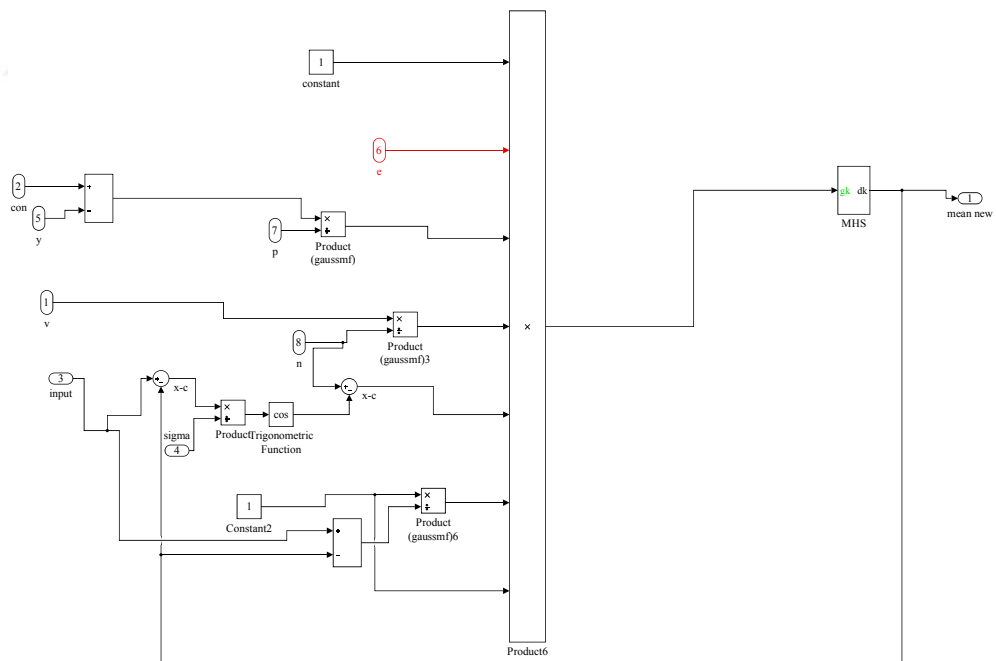 1
constant
6
e
2
con
+
-
5
y
7
p
×
÷
Product
(gaussmf)
gk
dk
MHS
1
mean new
1
v
×
÷
Product
(gaussmf)3
8
n
×
3
input
+
-
x-c
+
-
x-c
×
÷
Product
cos
Trigonometric
Function
sigma
4
1
Constant2
×
÷
Product
(gaussmf)6
+
-
Product6